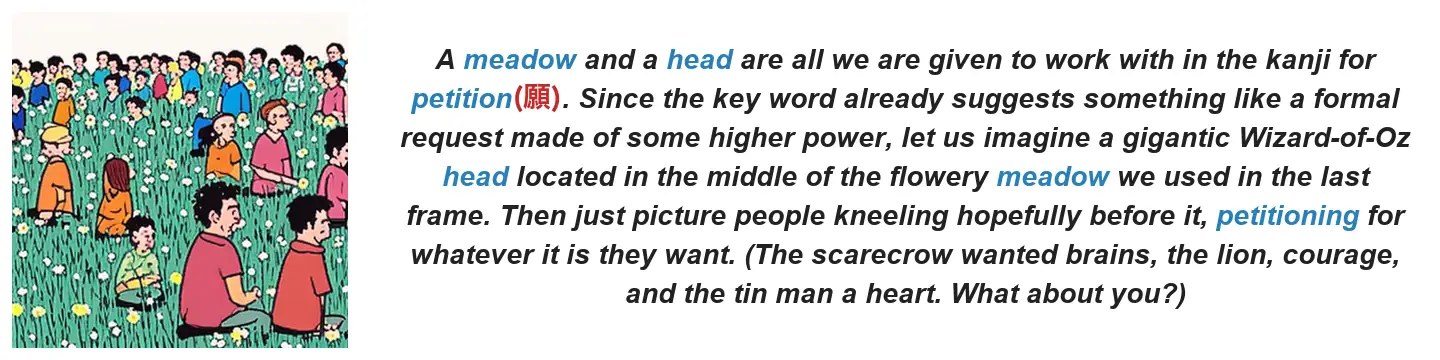 A meadow and a head are all we are given to work with in the kanji for
petition(願). Since the key word already suggests something like a formal
request made of some higher power, let us imagine a gigantic Wizard-of-Oz
head located in the middle of the flowery meadow we used in the last
frame. Then just picture people kneeling hopefully before it, petitioning for
whatever it is they want. (The scarecrow wanted brains, the lion, courage,
and the tin man a heart. What about you?)